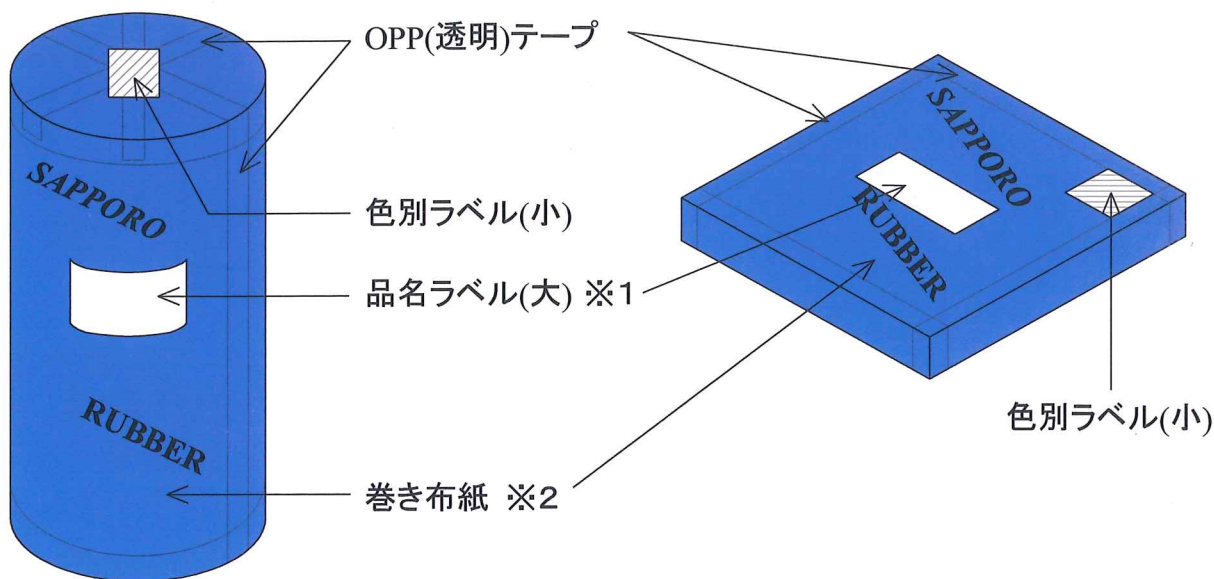 OPP(透明)テープ
SAPPORO
RUBBER
色別ラベル(小)
品名ラベル(大) ※1
巻き布紙 ※2
SAPPORO
RUBBER
色別ラベル(小)